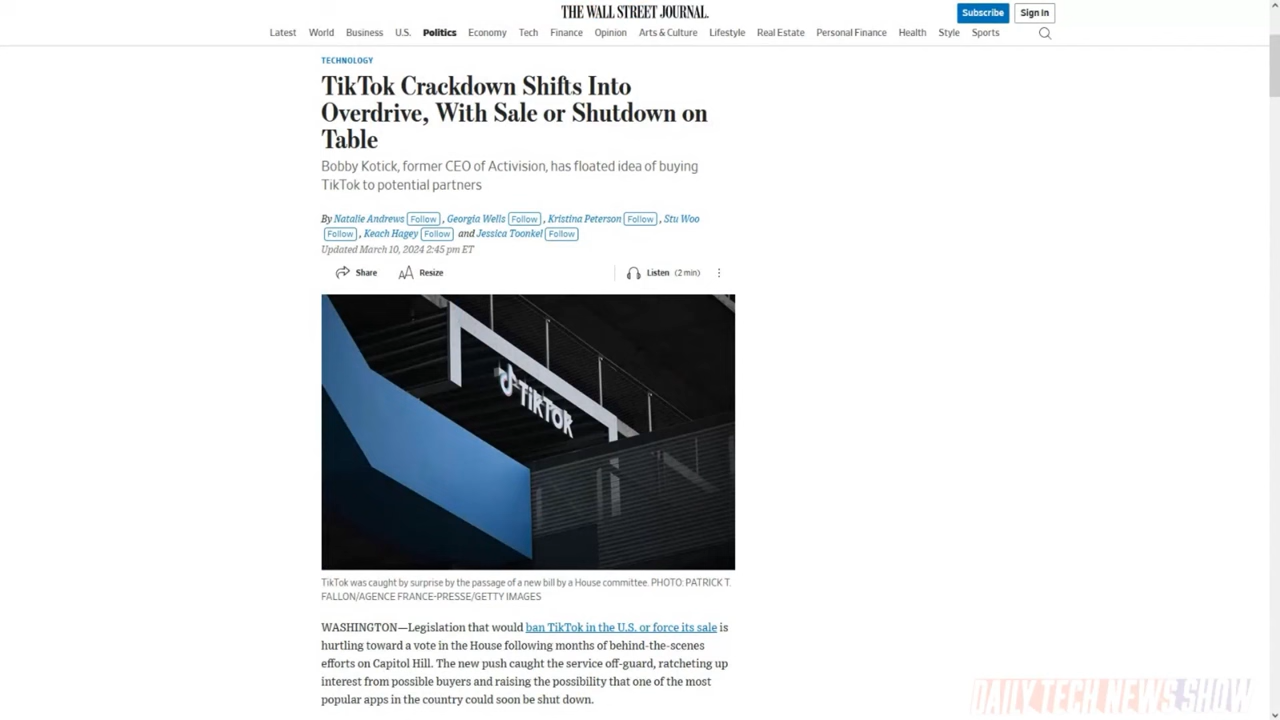 THE WALL STREET JOURNAL.
Subscribe
Sign In
Latest World Business U.S. Politics Economy Tech Finance Opinion Arts & Culture Lifestyle Real Estate Personal Finance Health Style Sports
TECHNOLOGY
TikTok Crackdown Shifts Into
Overdrive, With Sale or Shutdown on
Table
Bobby Kotick, former CEO of Activision, has floated idea of buying
TikTok to potential partners
By Natalie Andrews Follow , Georgia Wells Follow , Kristina Peterson Follow , Stu Woo
Follow , Keach Hagey Follow and Jessica Toonkel Follow
Updated March 10, 2024 2:45 pm ET
Share Resize Listen (2 min)
TikTok
TikTok was caught by surprise by the passage of a new bill by a House committee. PHOTO: PATRICK T.
FALLON/AGENCE FRANCE-PRESSE/GETTY IMAGES
WASHINGTON—Legislation that would ban TikTok in the U.S. or force its sale is
hurtling toward a vote in the House following months of behind-the-scenes
efforts on Capitol Hill. The new push caught the service off-guard, ratcheting up
interest from possible buyers and raising the possibility that one of the most
popular apps in the country could soon be shut down.
DAILY TECH NEWS SHOW